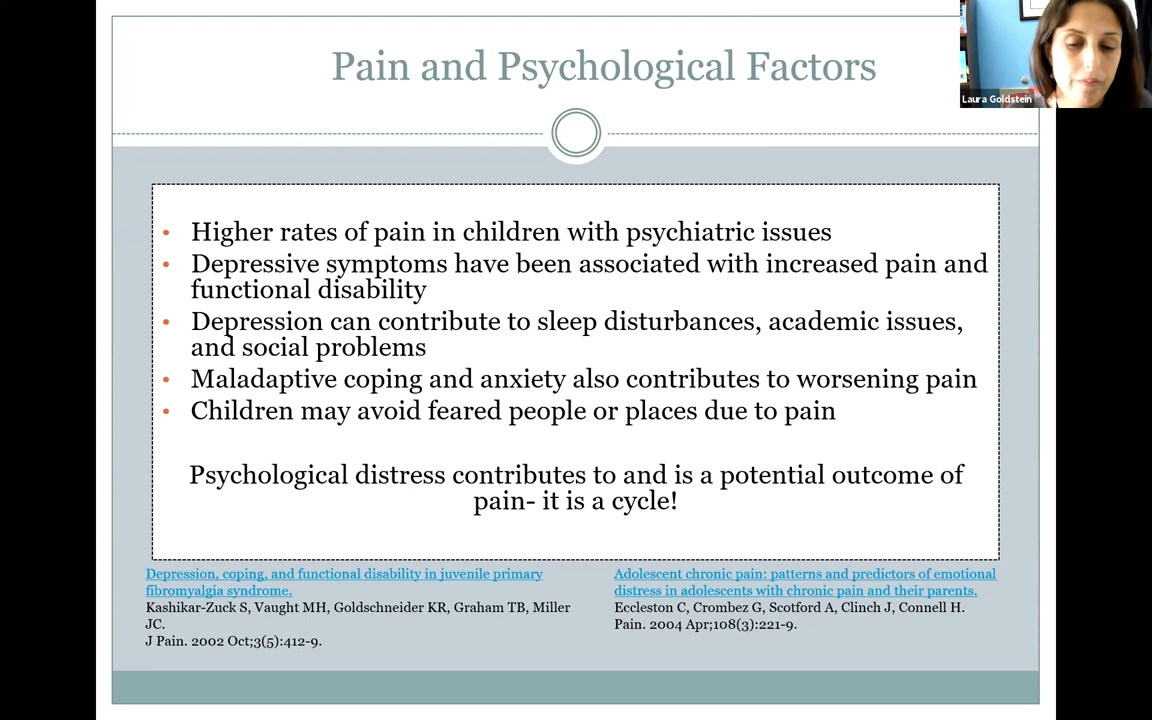 Pain and Psychological Factors
Laura Goldstein
• Higher rates of pain in children with psychiatric issues
• Depressive symptoms have been associated with increased pain and
functional disability
• Depression can contribute to sleep disturbances, academic issues,
and social problems
• Maladaptive coping and anxiety also contributes to worsening pain
• Children may avoid feared people or places due to pain
Psychological distress contributes to and is a potential outcome of
pain- it is a cycle!
Depression, coping, and functional disability in juvenile primary
fibromyalgia syndrome.
Kashikar-Zuck S, Vaught MH, Goldschneider KR, Graham TB, Miller
JC.
J Pain. 2002 Oct;3(5):412-9.
Adolescent chronic pain: patterns and predictors of emotional
distress in adolescents with chronic pain and their parents.
Eccleston C, Crombez G, Scotford A, Clinch J, Connell H.
Pain. 2004 Apr;108(3):221-9.